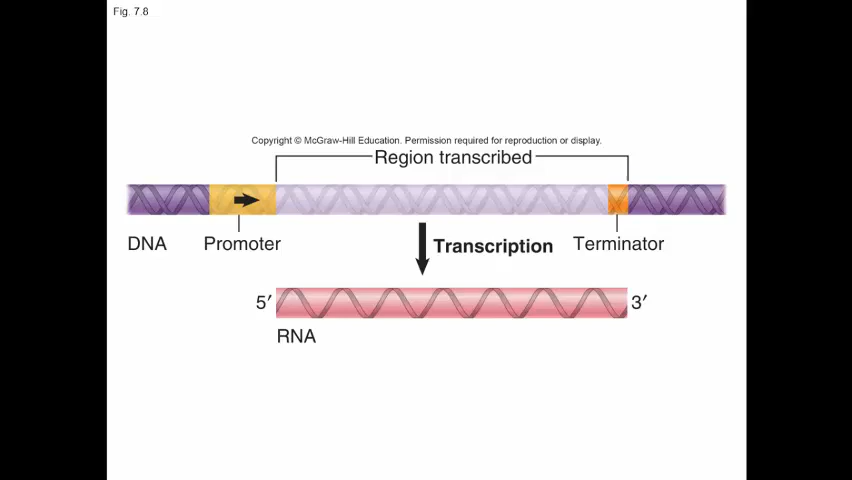 Fig. 7.8
Copyright © McGraw-Hill Education. Permission required for reproduction or display.
Region transcribed
DNA
Promoter
Transcription
Terminator
5′
3′
RNA